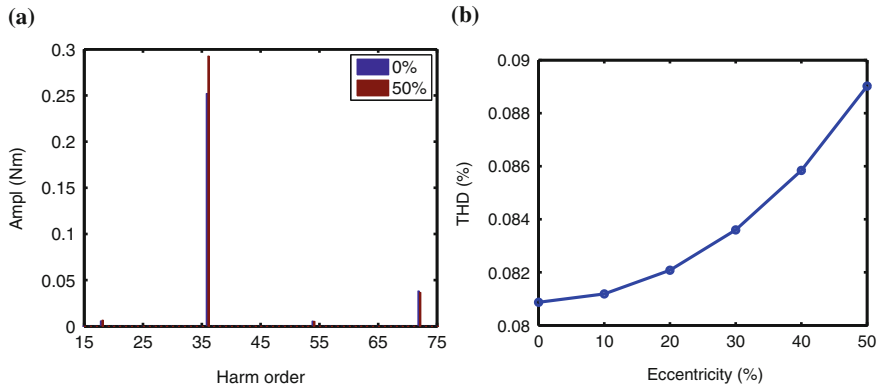 (a)
Ampl (Nm)
0.3
0.25
0.2
0.15
0.1
0.05
0
15 25 35 45 55 65 75
Harm order
0%
50%
(b)
THD (%)
0.09
0.088
0.086
0.084
0.082
0.08
0 10 20 30 40 50
Eccentricity (%)